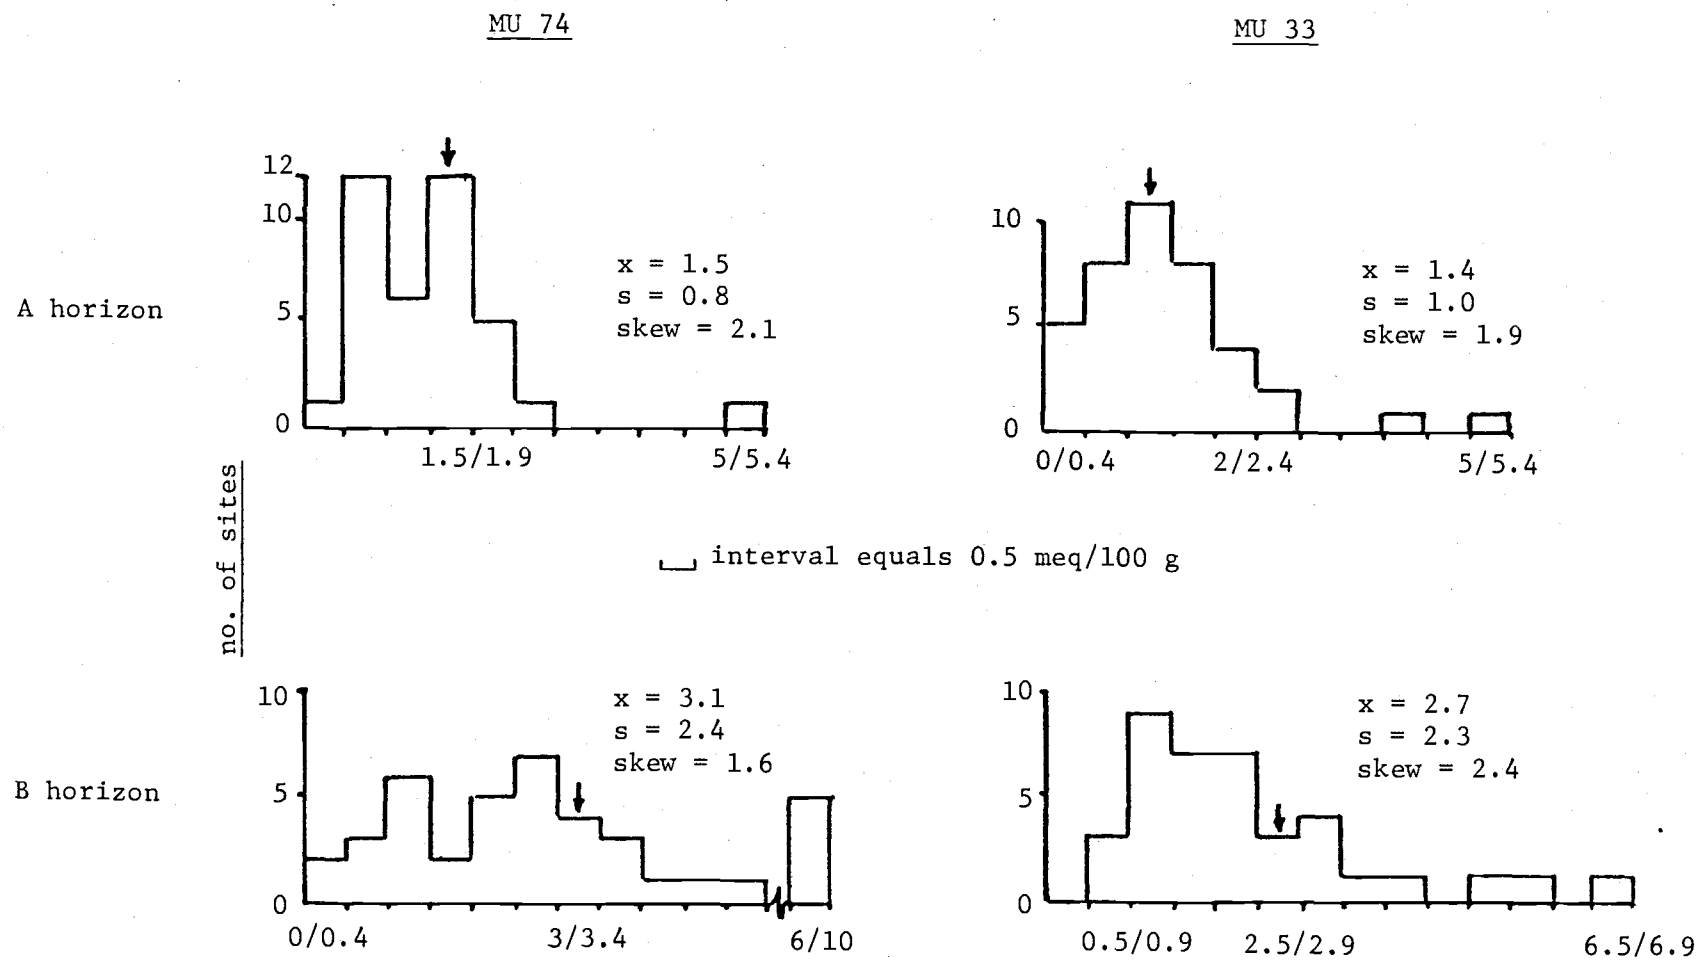 MU 74
MU 33
A horizon
12
10
5
0
x = 1.5
s = 0.8
skew = 2.1
1.5/1.9
5/5.4
10
5
0
x = 1.4
s = 1.0
skew = 1.9
0/0.4
2/2.4
5/5.4
no. of sites
interval equals 0.5 meq/100 g
B horizon
10
5
0
x = 3.1
s = 2.4
skew = 1.6
0/0.4
3/3.4
6/10
10
5
0
x = 2.7
s = 2.3
skew = 2.4
0.5/0.9
2.5/2.9
6.5/6.9